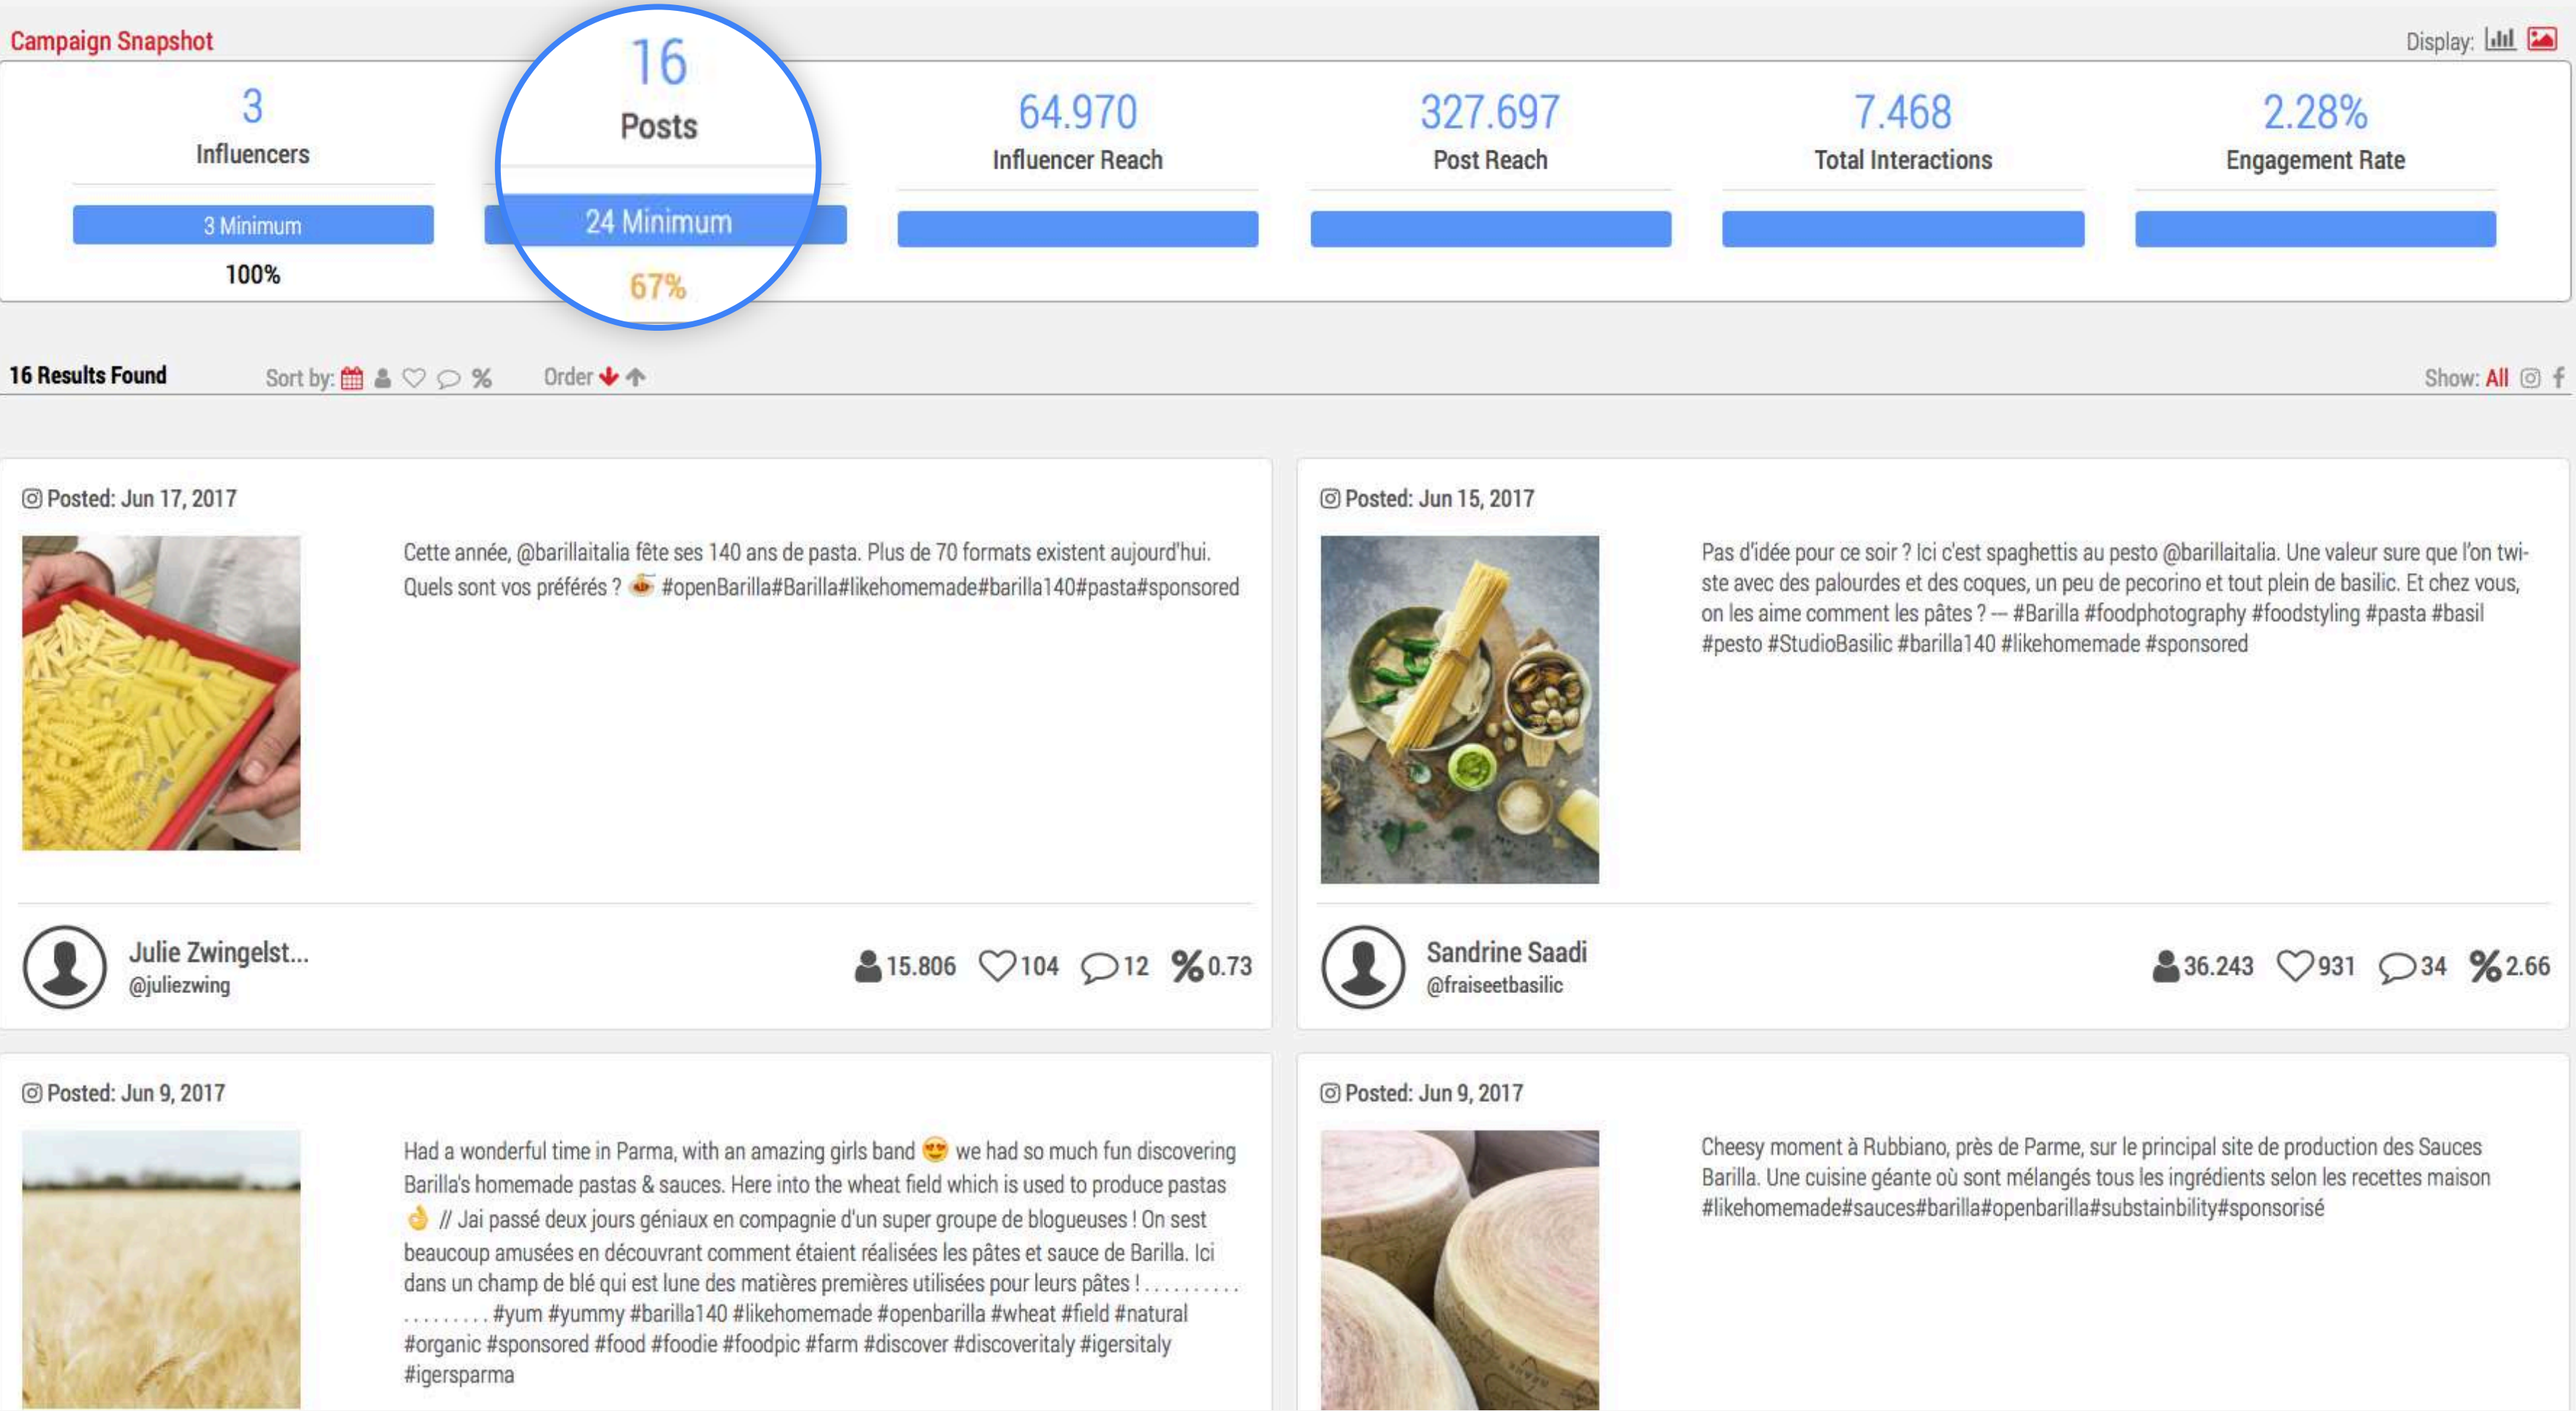 Campaign Snapshot
Display:
3
Influencers
3 Minimum
100%
16
Posts
24 Minimum
67%
64.970
Influencer Reach
327.697
Post Reach
7.468
Total Interactions
2.28%
Engagement Rate
16 Results Found
Sort by: %
Order
Show: All
Posted: Jun 17, 2017
Cette année, @barillaitalia fête ses 140 ans de pasta. Plus de 70 formats existent aujourd'hui.
Quels sont vos préférés ? 🍝 #openBarilla#Barilla#likehomemade#barilla140#pasta#sponsored
Julie Zwingelst...
@juliezwing
15.806 104 12 % 0.73
Posted: Jun 15, 2017
Pas d'idée pour ce soir ? Ici c'est spaghettis au pesto @barillaitalia. Une valeur sure que l'on twi-
ste avec des palourdes et des coques, un peu de pecorino et tout plein de basilic. Et chez vous,
on les aime comment les pâtes ? — #Barilla #foodphotography #foodstyling #pasta #basil
#pesto #StudioBasilic #barilla140 #likehomemade #sponsored
Sandrine Saadi
@fraiseetbasilic
36.243 931 34 % 2.66
Posted: Jun 9, 2017
Had a wonderful time in Parma, with an amazing girls band 😍 we had so much fun discovering
Barilla's homemade pastas & sauces. Here into the wheat field which is used to produce pastas
👌 // Jai passé deux jours géniaux en compagnie d'un super groupe de blogueuses ! On sest
beaucoup amusées en découvrant comment étaient réalisées les pâtes et sauce de Barilla. Ici
dans un champ de blé qui est lune des matières premières utilisées pour leurs pâtes ! . . . . . . . . . .
. . . . . . . . . #yum #yummy #barilla140 #likehomemade #openbarilla #wheat #field #natural
#organic #sponsored #food #foodie #foodpic #farm #discover #discoveritaly #igersitaly
#igersparma
Posted: Jun 9, 2017
Cheesy moment à Rubbiano, près de Parme, sur le principal site de production des Sauces
Barilla. Une cuisine géante où sont mélangés tous les ingrédients selon les recettes maison
#likehomemade#sauces#barilla#openbarilla#substainbility#sponsorisé